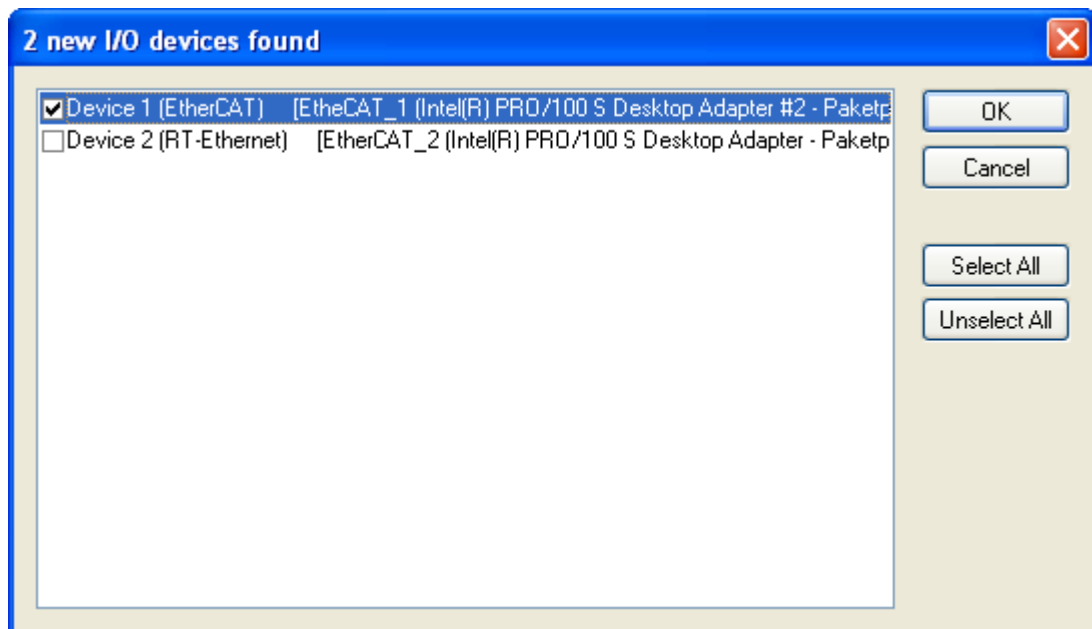 2 new I/O devices found
Device 1 (EtherCAT) [EtheCAT_1 (Intel(R) PRO/100 S Desktop Adapter #2 - Paketp
Device 2 (RT-Ethernet) [EtherCAT_2 (Intel(R) PRO/100 S Desktop Adapter - Paketp
OK
Cancel
Select All
Unselect All